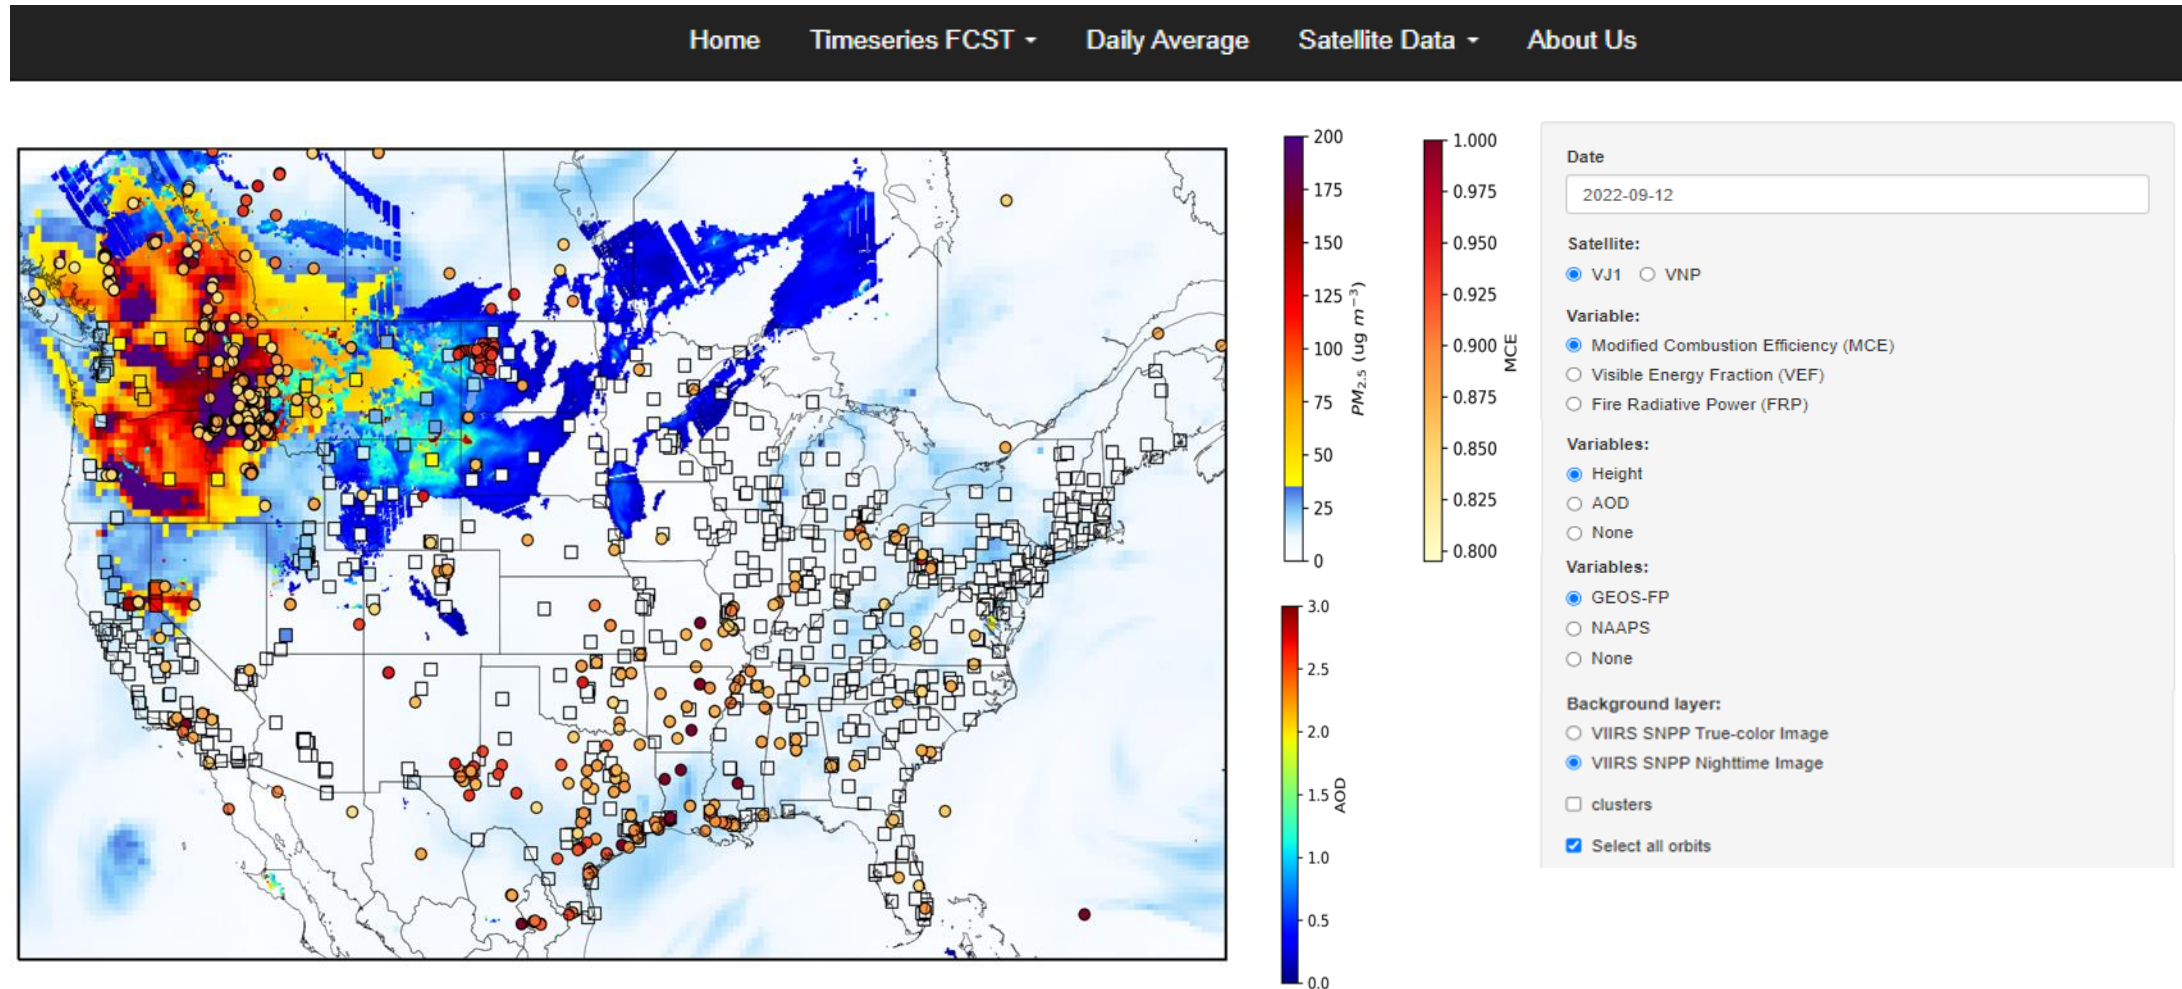 Home Timeseries FCST Daily Average Satellite Data About Us
200
175
150
125
100
75
50
25
0
PM2.5 (ug m−3)
1.000
0.975
0.950
0.925
0.900
0.875
0.850
0.825
0.800
MCE
3.0
2.5
2.0
1.5
1.0
0.5
0.0
AOD
Date
2022-09-12
Satellite:
VJ1 VNP
Variable:
Modified Combustion Efficiency (MCE)
Visible Energy Fraction (VEF)
Fire Radiative Power (FRP)
Variables:
Height
AOD
None
Variables:
GEOS-FP
NAAPS
None
Background layer:
VIIRS SNPP True-color Image
VIIRS SNPP Nighttime Image
clusters
Select all orbits